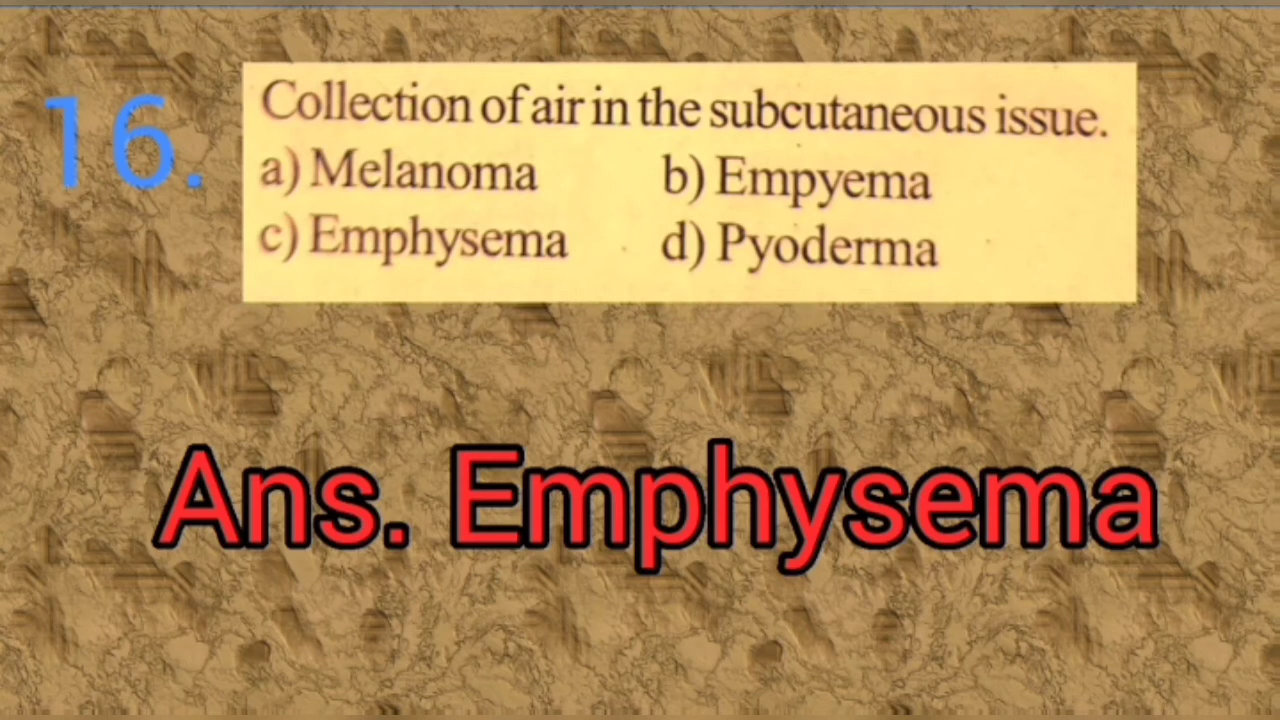 16.
Collection of air in the subcutaneous issue.
a) Melanoma b) Empyema
c) Emphysema d) Pyoderma
Ans. Emphysema